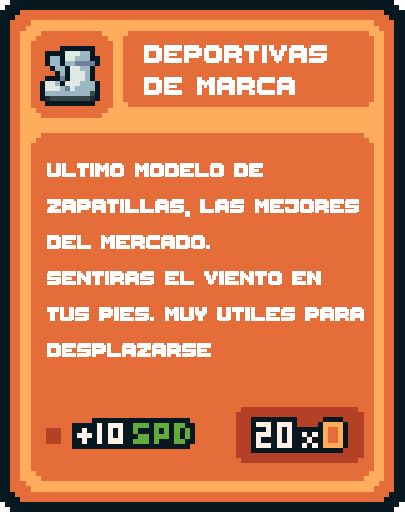 DEPORTIVAS
DE MARCA
ULTIMO MODELO DE
ZAPATILLAS, LAS MEJORES
DEL MERCADO.
SENTIRAS EL VIENTO EN
TUS PIES. MUY UTILES PARA
DESPLAZARSE
+10 SPD
20x